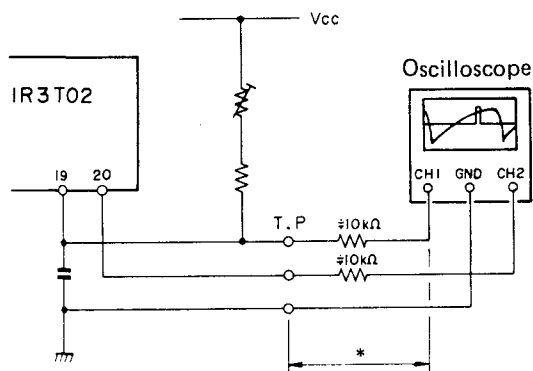 Vcc
Oscilloscope
IR3T02
CH1 GND CH2
19 20
T.P
≑10kΩ
≑10kΩ
*